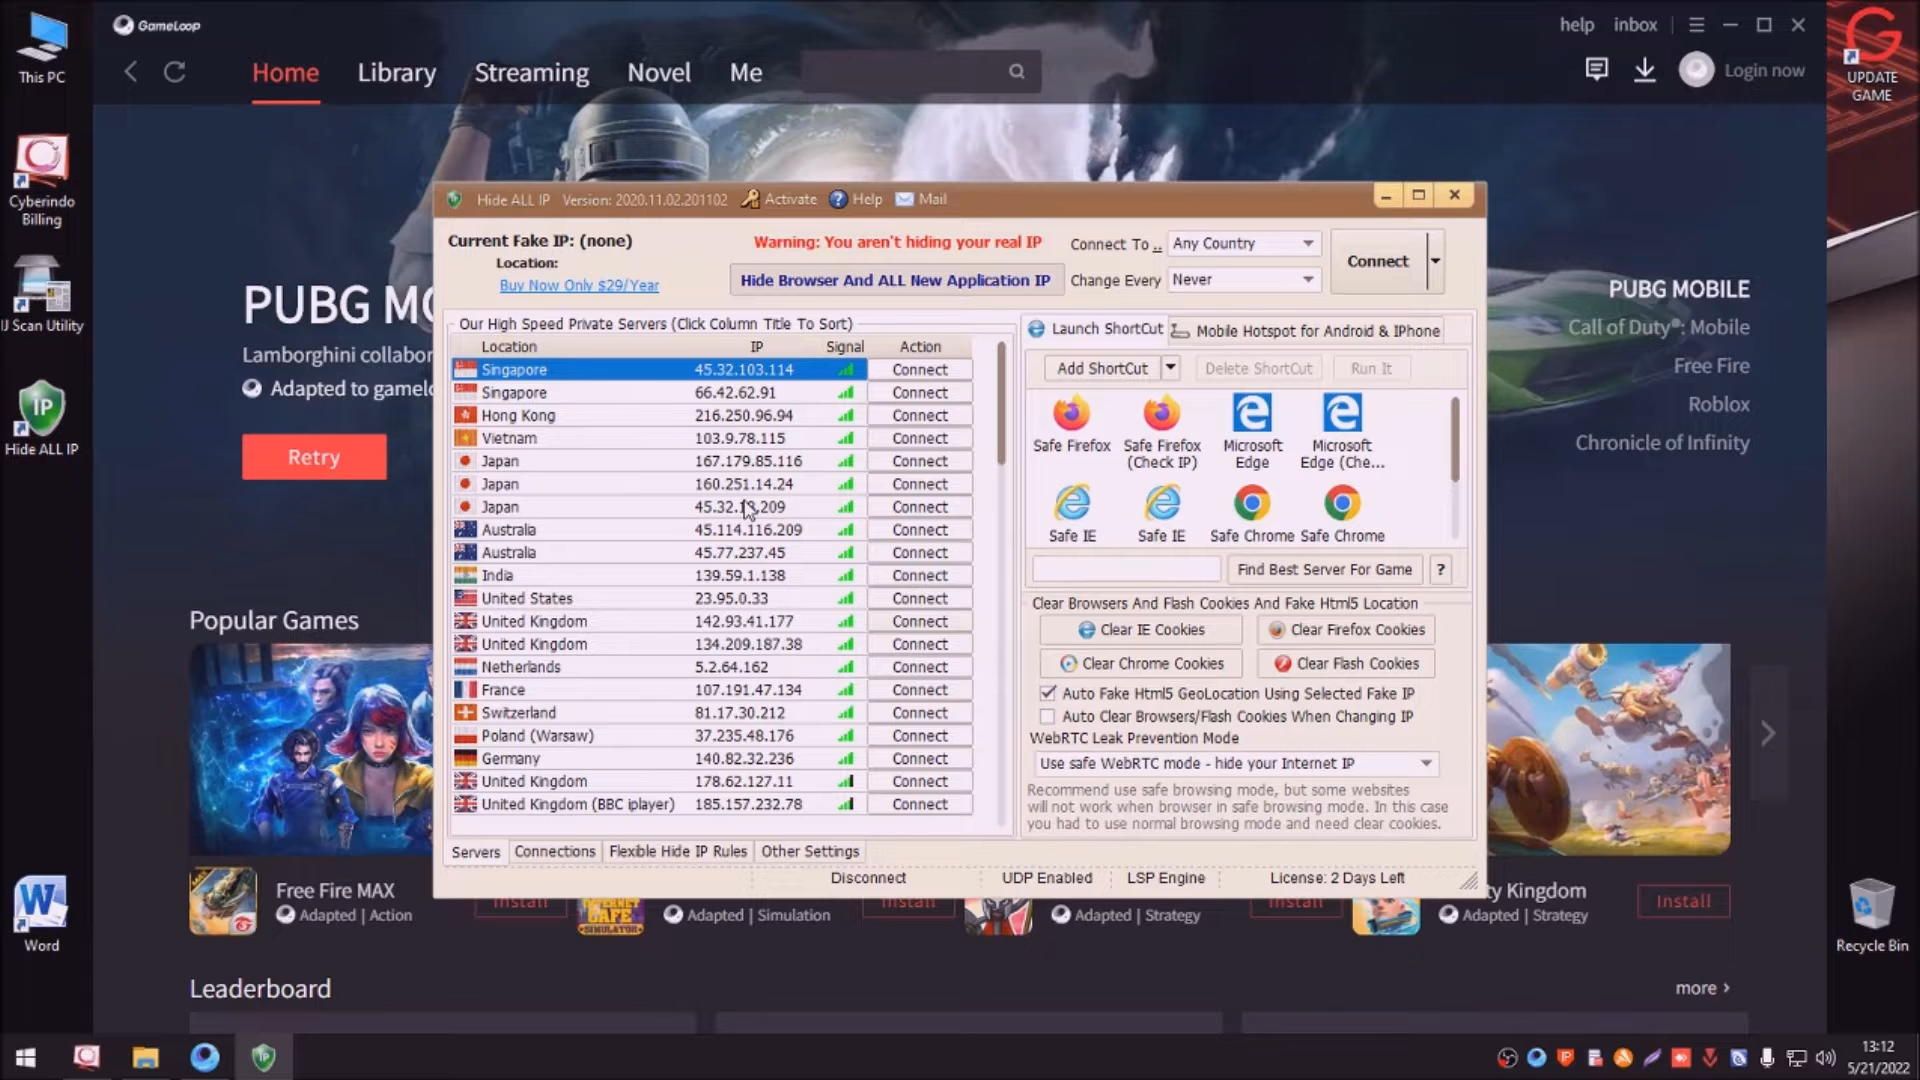 This PC
Cyberindo
Billing
IJ Scan Utility
Hide ALL IP
Word
GameLoop
help
inbox
Home
Library
Streaming
Novel
Me
Login now
UPDATE
GAME
Recycle Bin
PUBG MO
Lamborghini collabor
Adapted to gamelo
Retry
PUBG MOBILE
Call of Duty®: Mobile
Free Fire
Roblox
Chronicle of Infinity
Hide ALL IP Version: 2020.11.02.201102 Activate Help Mail
Current Fake IP: (none)
Location:
Buy Now Only $29/Year
Warning: You aren't hiding your real IP
Hide Browser And ALL New Application IP
Connect To .. Any Country
Change Every Never
Connect
Our High Speed Private Servers (Click Column Title To Sort)
Location IP Signal Action
Singapore 45.32.103.114 Connect
Singapore 66.42.62.91 Connect
Hong Kong 216.250.96.94 Connect
Vietnam 103.9.78.115 Connect
Japan 167.179.85.116 Connect
Japan 160.251.14.24 Connect
Japan Connect
Australia 45.114.116.209 Connect
Australia 45.77.237.45 Connect
India 139.59.1.138 Connect
United States 23.95.0.33 Connect
United Kingdom 142.93.41.177 Connect
United Kingdom 134.209.187.38 Connect
Netherlands 5.2.64.162 Connect
France 107.191.47.134 Connect
Switzerland 81.17.30.212 Connect
Poland (Warsaw) 37.235.48.176 Connect
Germany 140.82.32.236 Connect
United Kingdom 178.62.127.11 Connect
United Kingdom (BBC iplayer) 185.157.232.78 Connect
Launch ShortCut
Mobile Hotspot for Android & IPhone
Add ShortCut
Delete ShortCut
Run It
Safe Firefox
Safe Firefox
(Check IP)
Microsoft
Edge
Microsoft
Edge (Che...
Safe IE
Safe IE
Safe Chrome
Safe Chrome
Find Best Server For Game
?
Clear Browsers And Flash Cookies And Fake Html5 Location
Clear IE Cookies
Clear Firefox Cookies
Clear Chrome Cookies
Clear Flash Cookies
Auto Fake Html5 GeoLocation Using Selected Fake IP
Auto Clear Browsers/Flash Cookies When Changing IP
WebRTC Leak Prevention Mode
Use safe WebRTC mode - hide your Internet IP
Recommend use safe browsing mode, but some websites
will not work when browser in safe browsing mode. In this case
you had to use normal browsing mode and need clear cookies.
Servers
Connections
Flexible Hide IP Rules
Other Settings
Disconnect
UDP Enabled
LSP Engine
License: 2 Days Left
Popular Games
Free Fire MAX
Adapted | Action
Install
INTERNET
CAFE
SIMULATOR
Adapted | Simulation
Install
Adapted | Strategy
Install
ty Kingdom
Adapted | Strategy
Install
Leaderboard
more >
13:12
5/21/2022